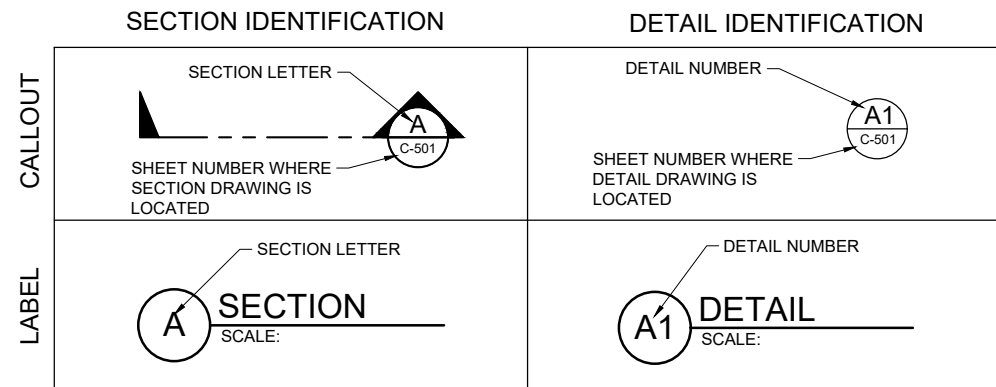 SECTION IDENTIFICATION
DETAIL IDENTIFICATION
CALLOUT
SECTION LETTER
A
C-501
SHEET NUMBER WHERE
SECTION DRAWING IS
LOCATED
DETAIL NUMBER
A1
C-501
SHEET NUMBER WHERE
DETAIL DRAWING IS
LOCATED
LABEL
SECTION LETTER
A
SECTION
SCALE:
DETAIL NUMBER
A1
DETAIL
SCALE: